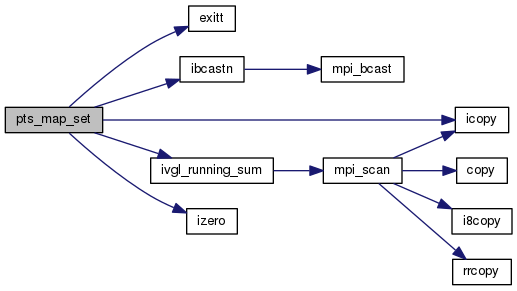 exitt
ibcastn
mpi_bcast
pts_map_set
icopy
ivgl_running_sum
mpi_scan
copy
izero
i8copy
rrcopy